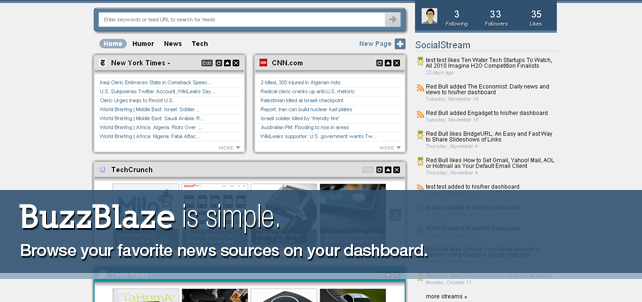 Enter keywords or feed URL to search for feeds
3 33 35
Following Followers Likes
Home Humor News Tech New Page
SocialStream
New York Times - Edit
Iraqi Cleric Embraces State in Comeback Speec...
U.S. Subpoenas Twitter Account, WikiLeaks Say...
Cleric Urges Iraqis to Resist U.S.
World Briefing | Middle East: Israel: Soldier...
World Briefing | Middle East: Saudi Arabia: R...
World Briefing | Africa: Algeria: Riots Over ...
World Briefing | Africa: Nigeria: Fatal Attac...
MORE
CNN.com
2 killed, 300 injured in Algerian-riots
Radical cleric cranks up anti-U.S. rhetoric
Palestinian killed at Israeli checkpoint
Report: Iran can build nuclear fuel plates
Israeli soldier killed by 'friendly fire'
Australian PM: Flooding to rise in areas
WikiLeaks supporter: U.S. government wants Tw...
MORE
test test likes Ten Water Tech Startups To Watch,
All 2010 Imagine H2O Competition Finalists
23 days ago
Red Bull added The Economist: Daily news and
views to his/her dashboard
Tuesday, November 16
Red Bull added Engadget to his/her dashboard
Tuesday, November 16
Red Bull likes BridgeURL: An Easy and Fast Way
to Share Slideshows of Links
Thursday, November 4
Red Bull likes How to Set Gmail, Yahoo! Mail, AOL
or Hotmail as Your Default Email Client
Thursday, November 4
test test added to his/her dashboard
TechCrunch
BuzzBlaze is simple.
Browse your favorite news sources on your dashboard.
Monday, October 11
more streams »